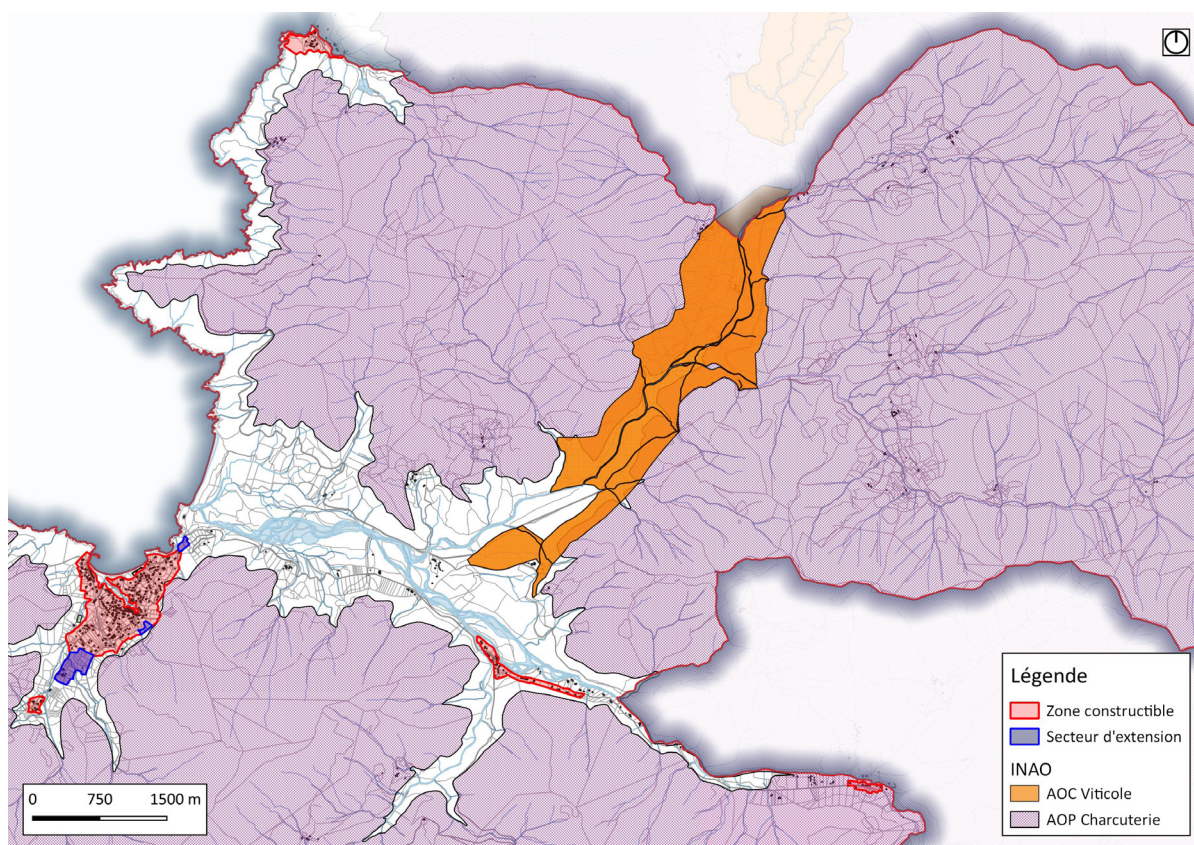 Légende
Zone constructible
Secteur d'extension
INAO
AOC Viticole
AOP Charcuterie
0 750 1500 m